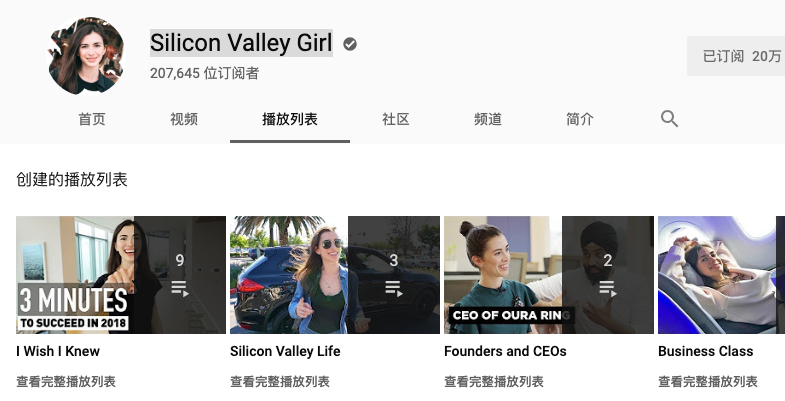 Silicon Valley Girl
207,645 位订阅者
已订阅 20万
首页 视频 播放列表 社区 频道 简介
创建的播放列表
9
3
2
3 MINUTES
TO SUCCEED IN 2018
CEO OF OURA RING
I Wish I Knew
Silicon Valley Life
Founders and CEOs
Business Class
查看完整播放列表
查看完整播放列表
查看完整播放列表
查看完整播放列表